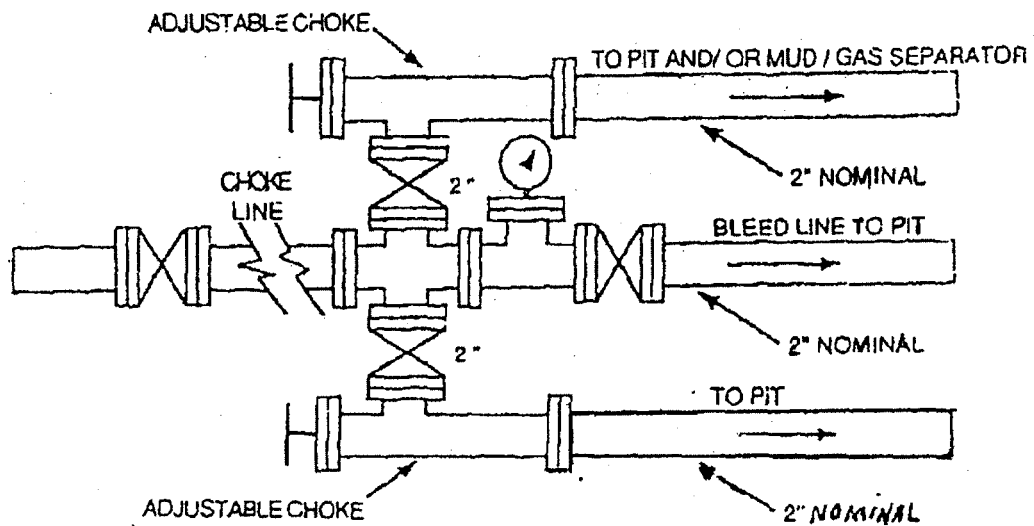 ADJUSTABLE CHOKE
TO PIT AND/ OR MUD / GAS SEPARATOR
2"
2" NOMINAL
CHOKE
LINE
BLEED LINE TO PIT
2" NOMINAL
2"
TO PIT
ADJUSTABLE CHOKE
2" NOMINAL